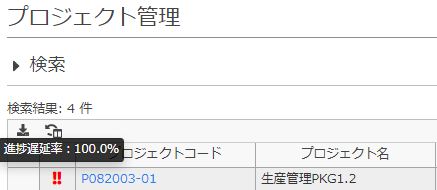 プロジェクト管理
検索
検索結果: 4 件
進捗遅延率 : 100.0%
プロジェクトコード プロジェクト名
!! P082003-01 生産管理PKG1.2